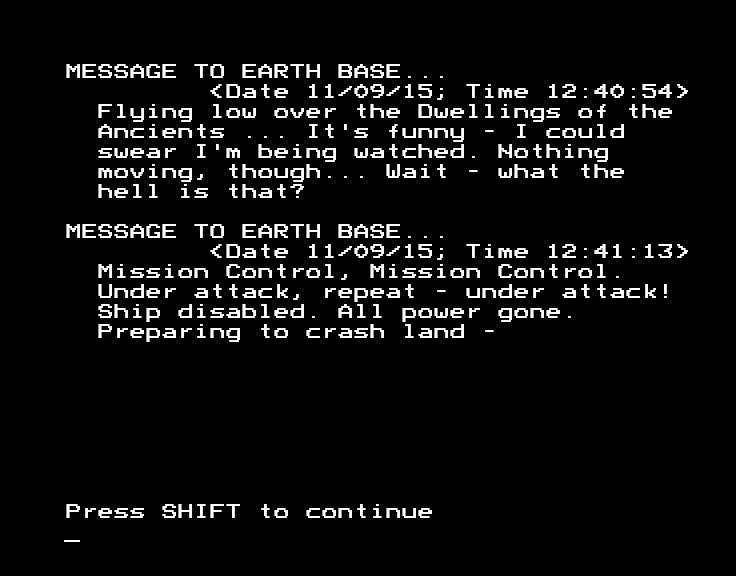 MESSAGE TO EARTH BASE...
<Date 11/09/15; Time 12:40:54>
Flying low over the Dwellings of the
Ancients ... It's funny - I could
swear I'm being watched. Nothing
moving, though... Wait - what the
hell is that?
MESSAGE TO EARTH BASE...
<Date 11/09/15; Time 12:41:13>
Mission Control, Mission Control.
Under attack, repeat - under attack!
Ship disabled. All power gone.
Preparing to crash land -
Press SHIFT to continue
_